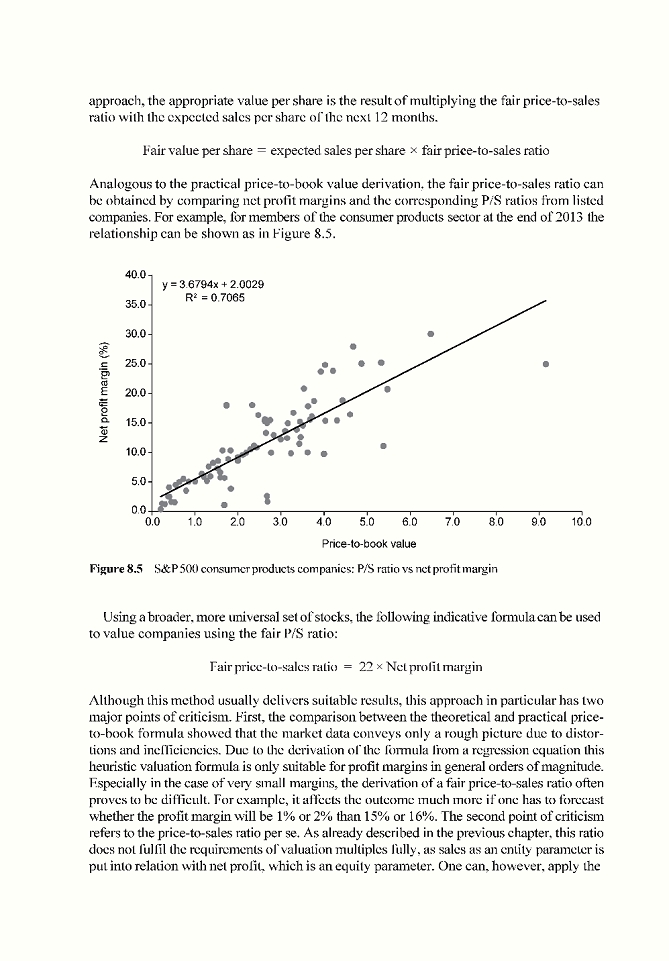 approach, the appropriate value per share is the result of multiplying the fair price-to-sales
ratio with the expected sales per share of the next 12 months.
Fair value per share = expected sales per share × fair price-to-sales ratio
Analogous to the practical price-to-book value derivation, the fair price-to-sales ratio can
be obtained by comparing net profit margins and the corresponding P/S ratios from listed
companies. For example, for members of the consumer products sector at the end of 2013 the
relationship can be shown as in Figure 8.5.
40.0
y = 3.6794x + 2.0029
R² = 0.7065
35.0
30.0
25.0
20.0
15.0
10.0
5.0
0.0
Net profit margin (%)
0.0 1.0 2.0 3.0 4.0 5.0 6.0 7.0 8.0 9.0 10.0
Price-to-book value
Figure 8.5 S&P 500 consumer products companies: P/S ratio vs net profit margin
Using a broader, more universal set of stocks, the following indicative formula can be used
to value companies using the fair P/S ratio:
Fair price-to-sales ratio = 22 × Net profit margin
Although this method usually delivers suitable results, this approach in particular has two
major points of criticism. First, the comparison between the theoretical and practical price-
to-book formula showed that the market data conveys only a rough picture due to distor-
tions and inefficiencies. Due to the derivation of the formula from a regression equation this
heuristic valuation formula is only suitable for profit margins in general orders of magnitude.
Especially in the case of very small margins, the derivation of a fair price-to-sales ratio often
proves to be difficult. For example, it affects the outcome much more if one has to forecast
whether the profit margin will be 1% or 2% than 15% or 16%. The second point of criticism
refers to the price-to-sales ratio per se. As already described in the previous chapter, this ratio
does not fulfil the requirements of valuation multiples fully, as sales as an entity parameter is
put into relation with net profit, which is an equity parameter. One can, however, apply the